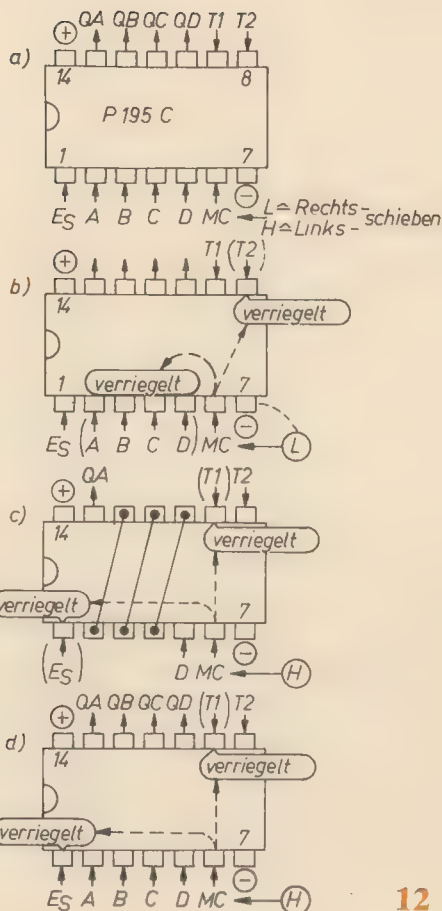 QA QB QC QD T1 T2
a) ⊕
14 8
P 195 C
1 7
⊖
ES A B C D MC L ≙ Rechts-schieben
H ≙ Links-
T1 (T2)
b) ⊕
14
verriegelt
verriegelt
1 7
⊖
ES (A B C D) MC L
QA (T1) T2
c) ⊕
14
verriegelt
verriegelt
7
⊖
(ES) D MC H
QA QB QC QD (T1) T2
d) ⊕
14
verriegelt
verriegelt
7
⊖
ES A B C D MC H
12